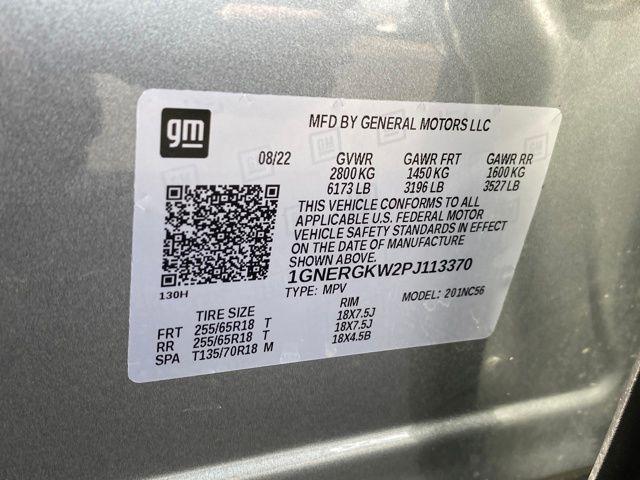 gm
MFD BY GENERAL MOTORS LLC
08/22 GVWR GAWR FRT GAWR RR
2800 KG 1450 KG 1600 KG
6173 LB 3196 LB 3527 LB
THIS VEHICLE CONFORMS TO ALL
APPLICABLE U.S. FEDERAL MOTOR
VEHICLE SAFETY STANDARDS IN EFFECT
ON THE DATE OF MANUFACTURE
SHOWN ABOVE.
1GNERGKW2PJ113370
130H
TYPE: MPV MODEL: 201NC56
TIRE SIZE RIM
FRT 255/65R18 T 18X7.5J
RR 255/65R18 T 18X7.5J
SPA T135/70R18 M 18X4.5B